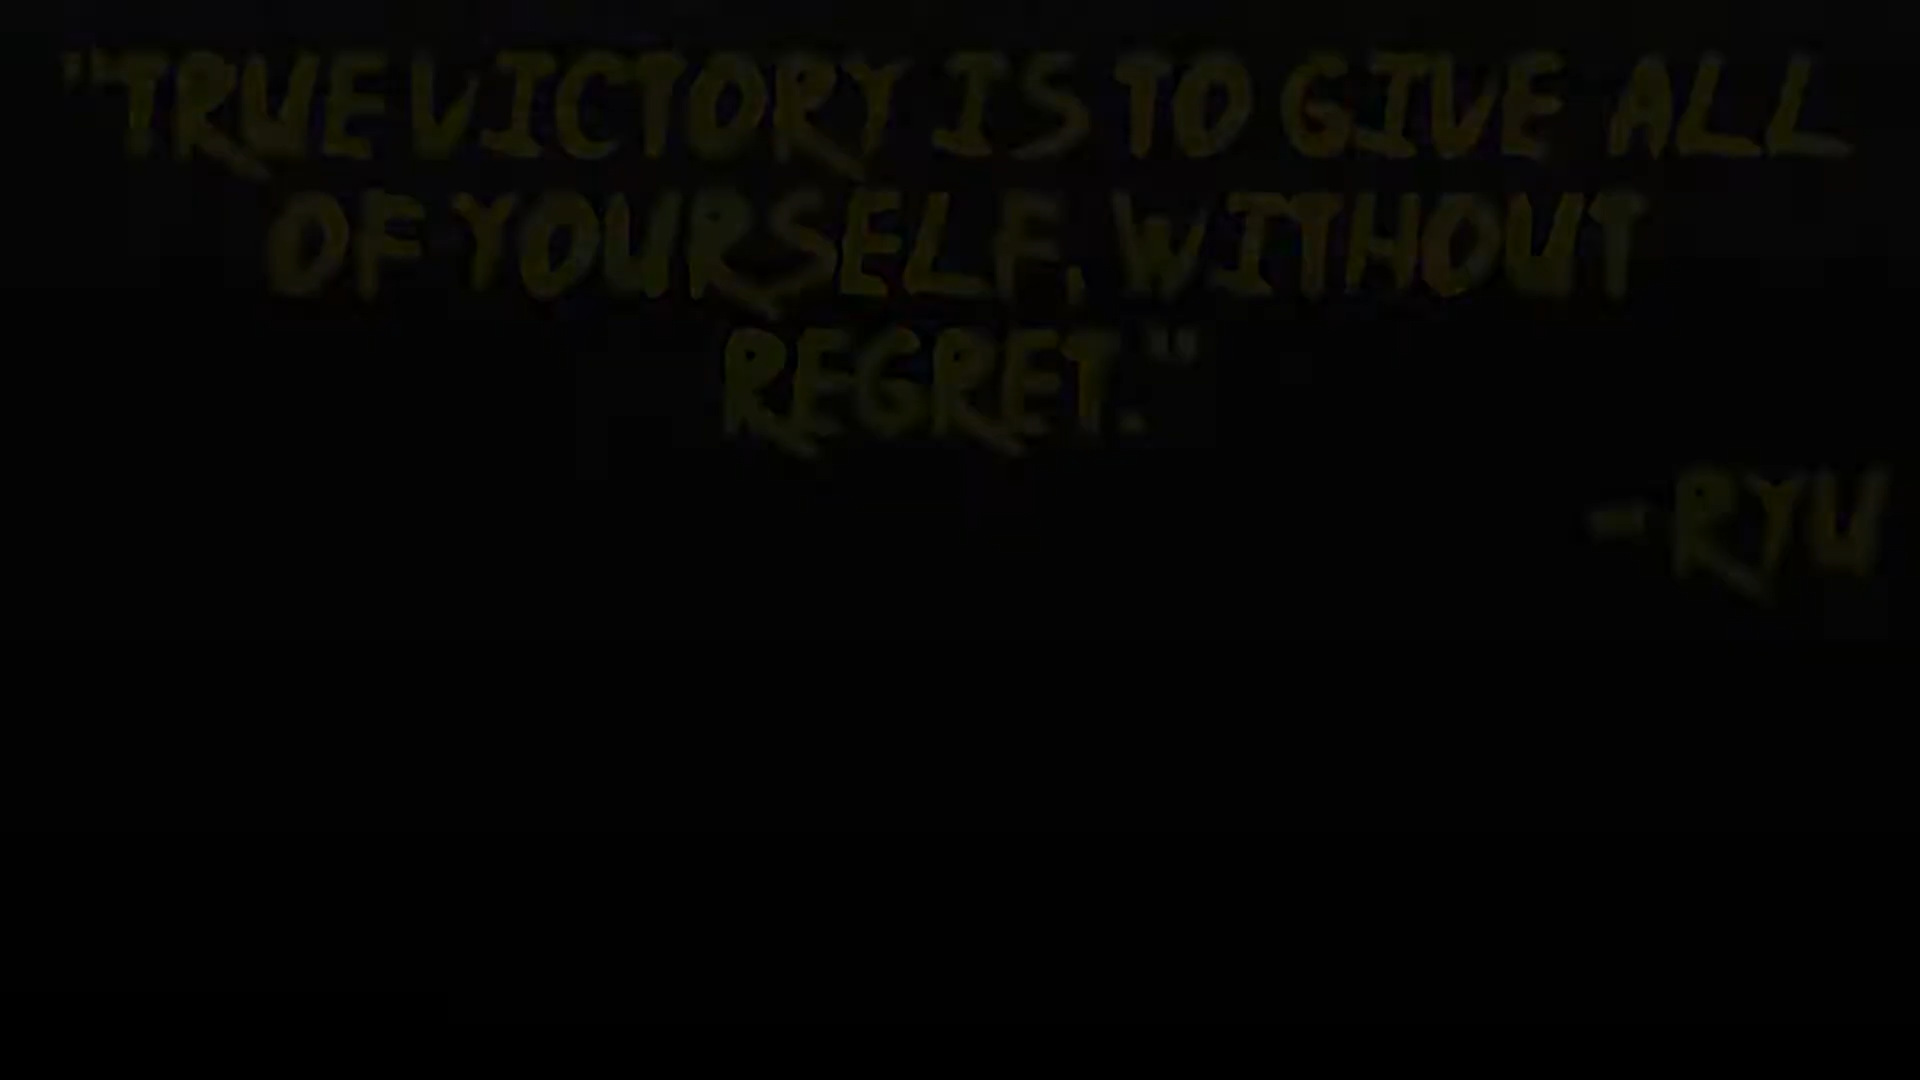 "TRUE VICTORY IS TO GIVE ALL
OF YOURSELF, WITHOUT
REGRET."
- RYU